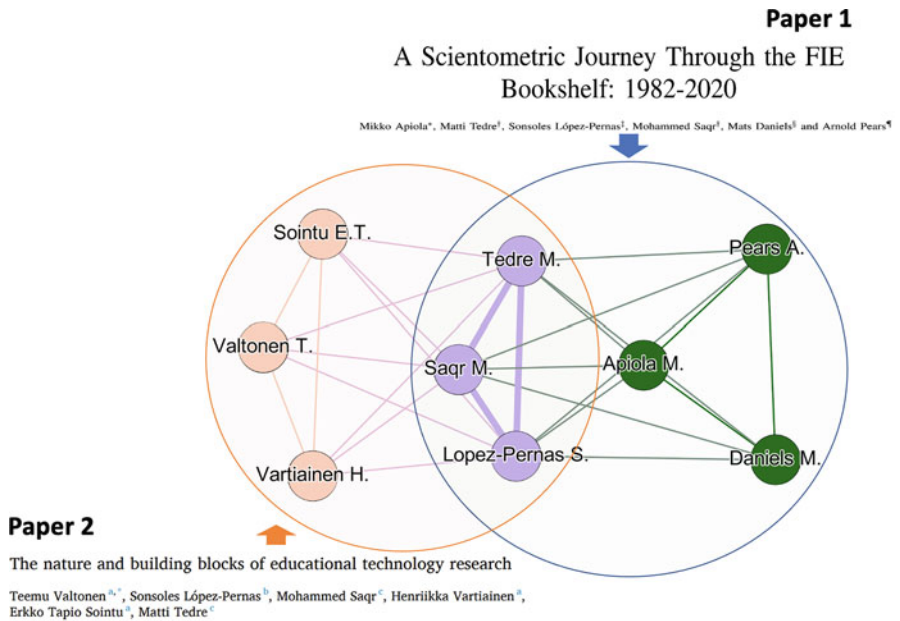 Paper 1
A Scientometric Journey Through the FIE
Bookshelf: 1982-2020
Mikko Apiola*, Matti Tedre†, Sonsoles López-Pernas‡, Mohammed Saqr†, Mats Daniels§ and Arnold Pears¶
Sointu E.T.
Tedre M.
Pears A.
Valtonen T.
Saqr M.
Apiola M.
Lopez-Pernas S.
Vartiainen H.
Daniels M.
Paper 2
The nature and building blocks of educational technology research
Teemu Valtonen a,*, Sonsoles López-Pernas b, Mohammed Saqr c, Henriikka Vartiainen a,
Erkko Tapio Sointu a, Matti Tedre c